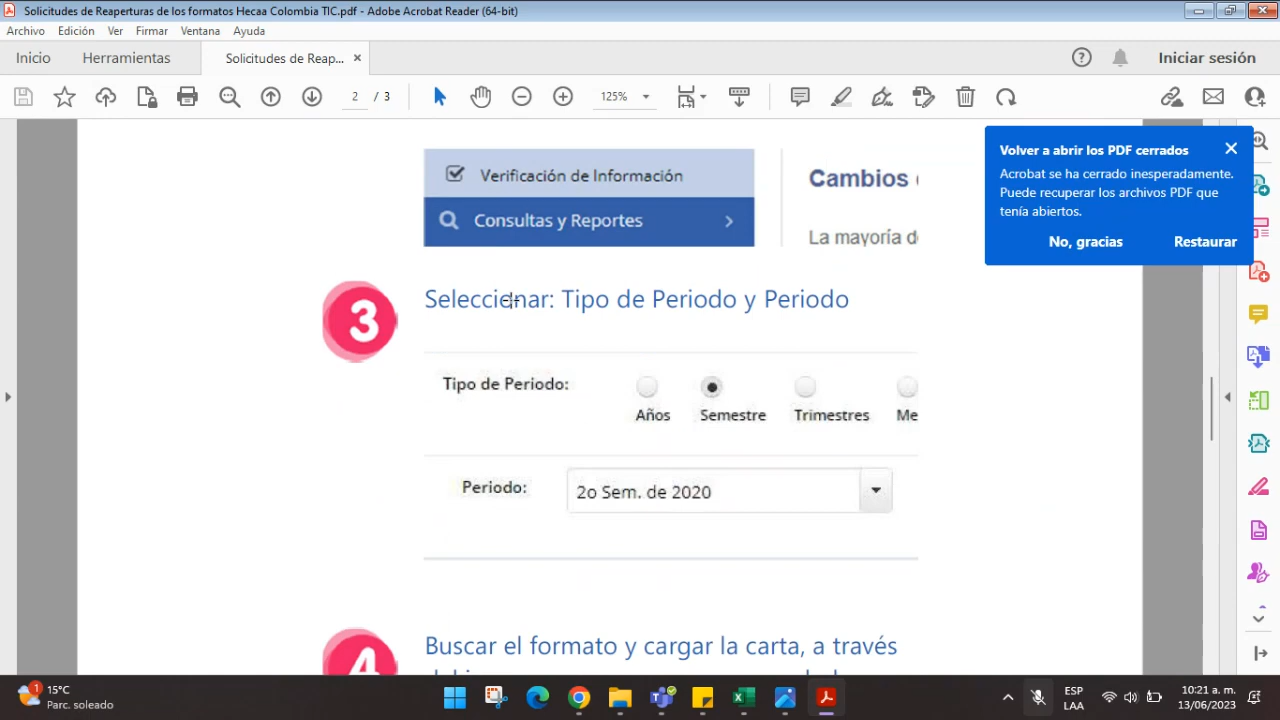 Solicitudes de Reaperturas de los formatos Hecaa Colombia TIC.pdf - Adobe Acrobat Reader (64-bit)
Archivo Edición Ver Firmar Ventana Ayuda
Inicio Herramientas Solicitudes de Reap... Iniciar sesión
2 / 3 125%
Volver a abrir los PDF cerrados
Acrobat se ha cerrado inesperadamente.
Puede recuperar los archivos PDF que
tenía abiertos.
No, gracias Restaurar
Verificación de Información
Consultas y Reportes
Cambios
La mayoría d
3
Seleccionar: Tipo de Periodo y Periodo
Tipo de Periodo:
Años Semestre Trimestres Me
Periodo: 2o Sem. de 2020
4
Buscar el formato y cargar la carta, a través
1
15°C
Parc. soleado
ESP
LAA
10:21 a. m.
13/06/2023